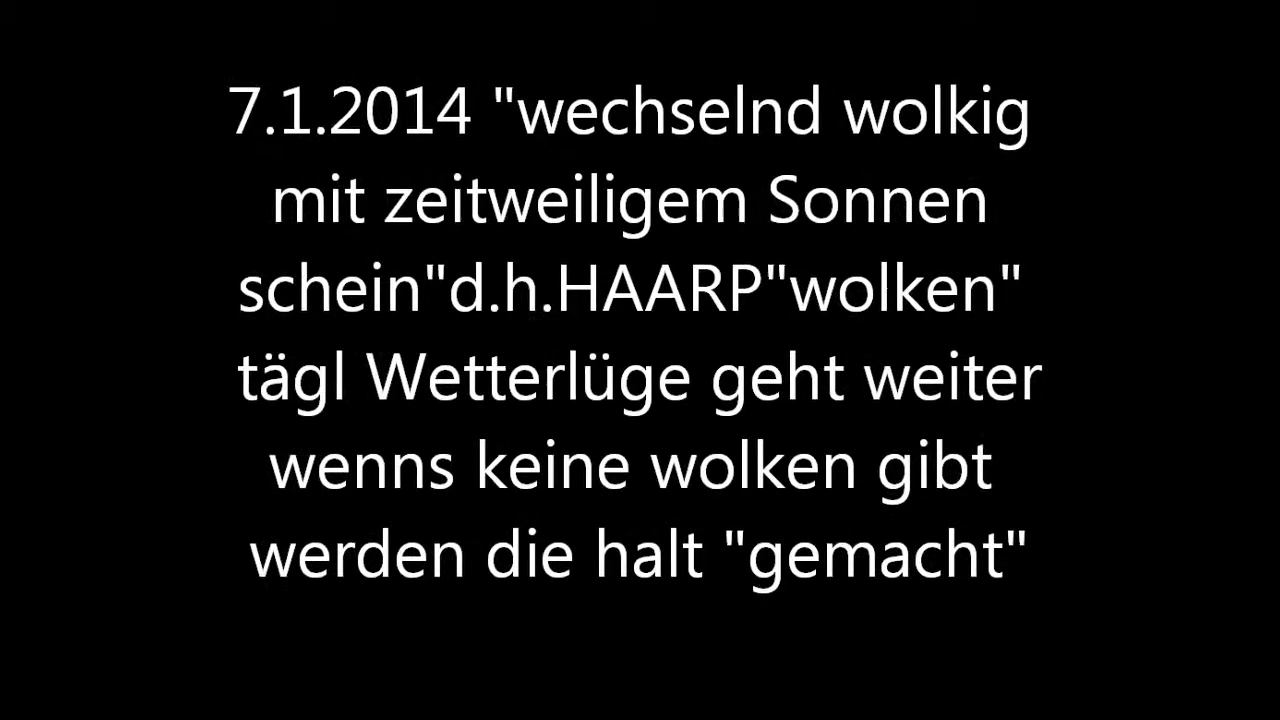 7.1.2014 "wechselnd wolkig
mit zeitweiligem Sonnen
schein"d.h.HAARP"wolken"
tägl Wetterlüge geht weiter
wenns keine wolken gibt
werden die halt "gemacht"